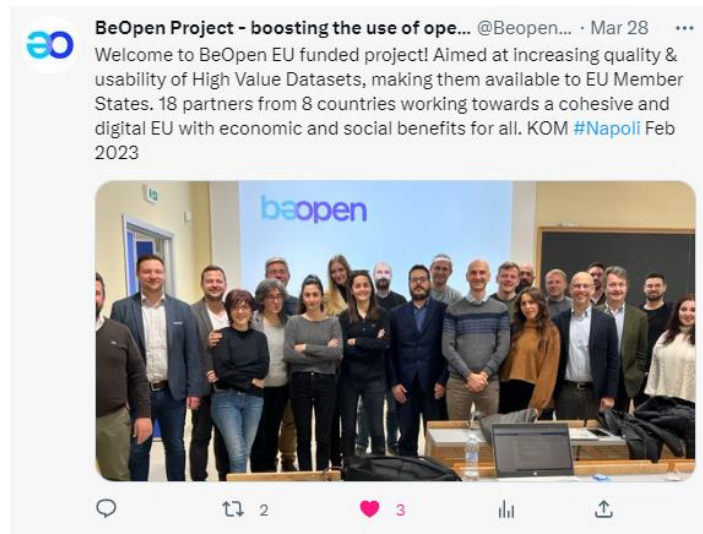 BeOpen Project - boosting the use of ope... @Beopen... · Mar 28
Welcome to BeOpen EU funded project! Aimed at increasing quality &
usability of High Value Datasets, making them available to EU Member
States. 18 partners from 8 countries working towards a cohesive and
digital EU with economic and social benefits for all. KOM #Napoli Feb
2023
beopen
2 3